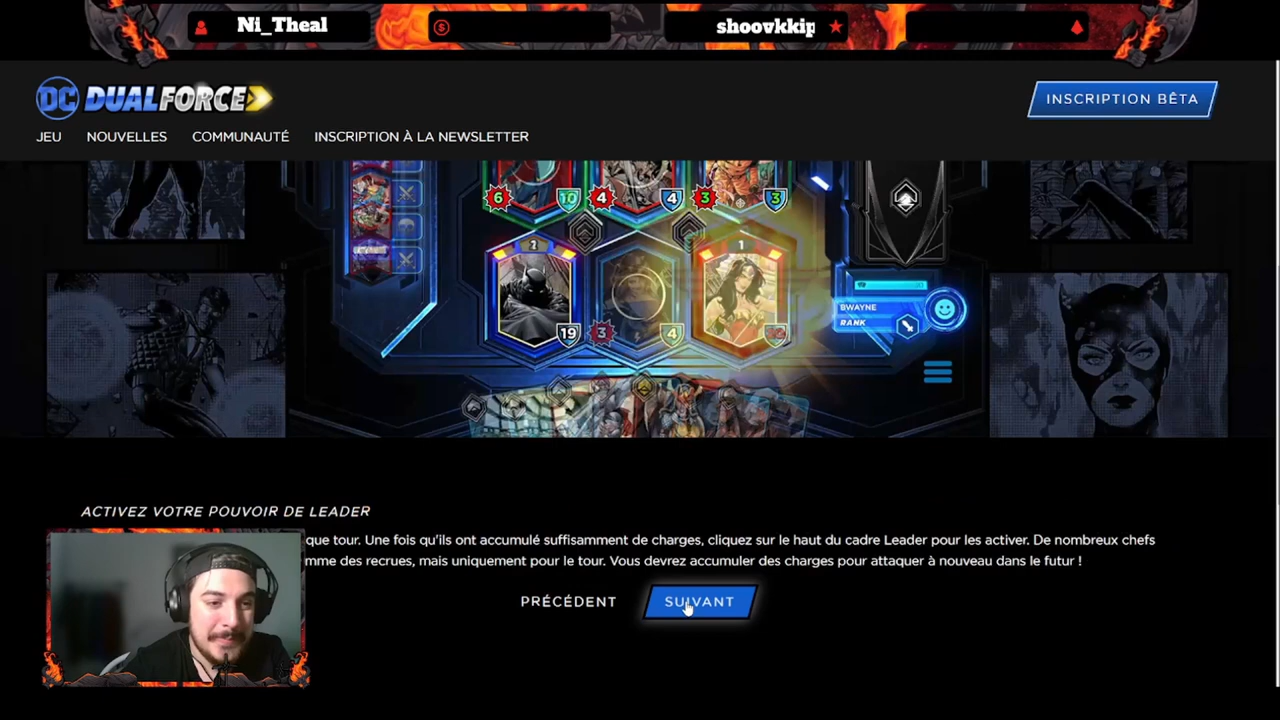 Ni_Theal
shoovkkip
DC DUALFORCE
INSCRIPTION BÊTA
JEU NOUVELLES COMMUNAUTÉ INSCRIPTION À LA NEWSLETTER
6 10 4 4 3 3
2 1
BWAYNE
RANK
19 3 4
ACTIVEZ VOTRE POUVOIR DE LEADER
que tour. Une fois qu'ils ont accumulé suffisamment de charges, cliquez sur le haut du cadre Leader pour les activer. De nombreux chefs
mme des recrues, mais uniquement pour le tour. Vous devrez accumuler des charges pour attaquer à nouveau dans le futur !
PRÉCÉDENT SUIVANT